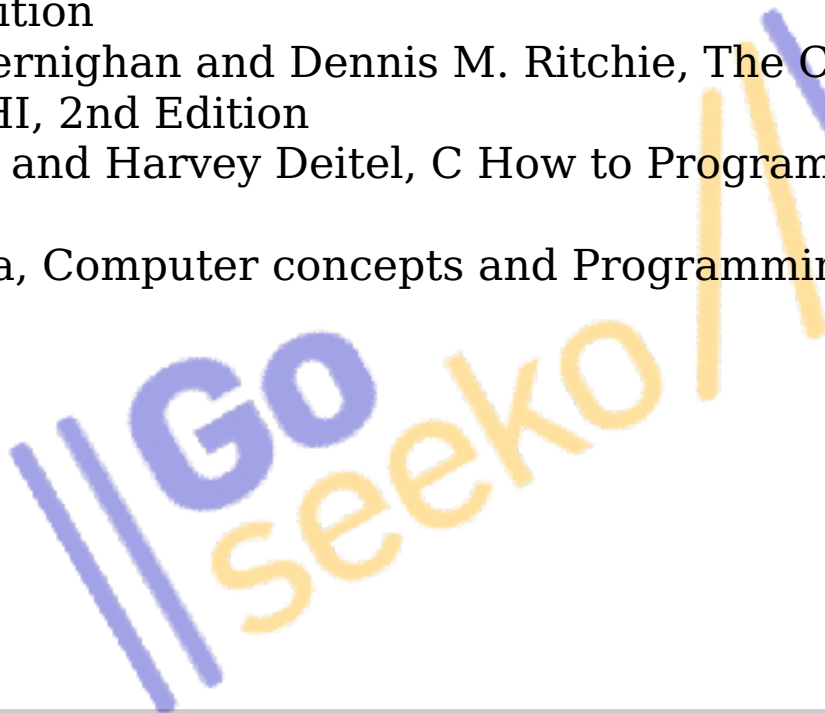 ition
ernighan and Dennis M. Ritchie, The C
HI, 2nd Edition
and Harvey Deitel, C How to Program
a, Computer concepts and Programmin
Go
seeko